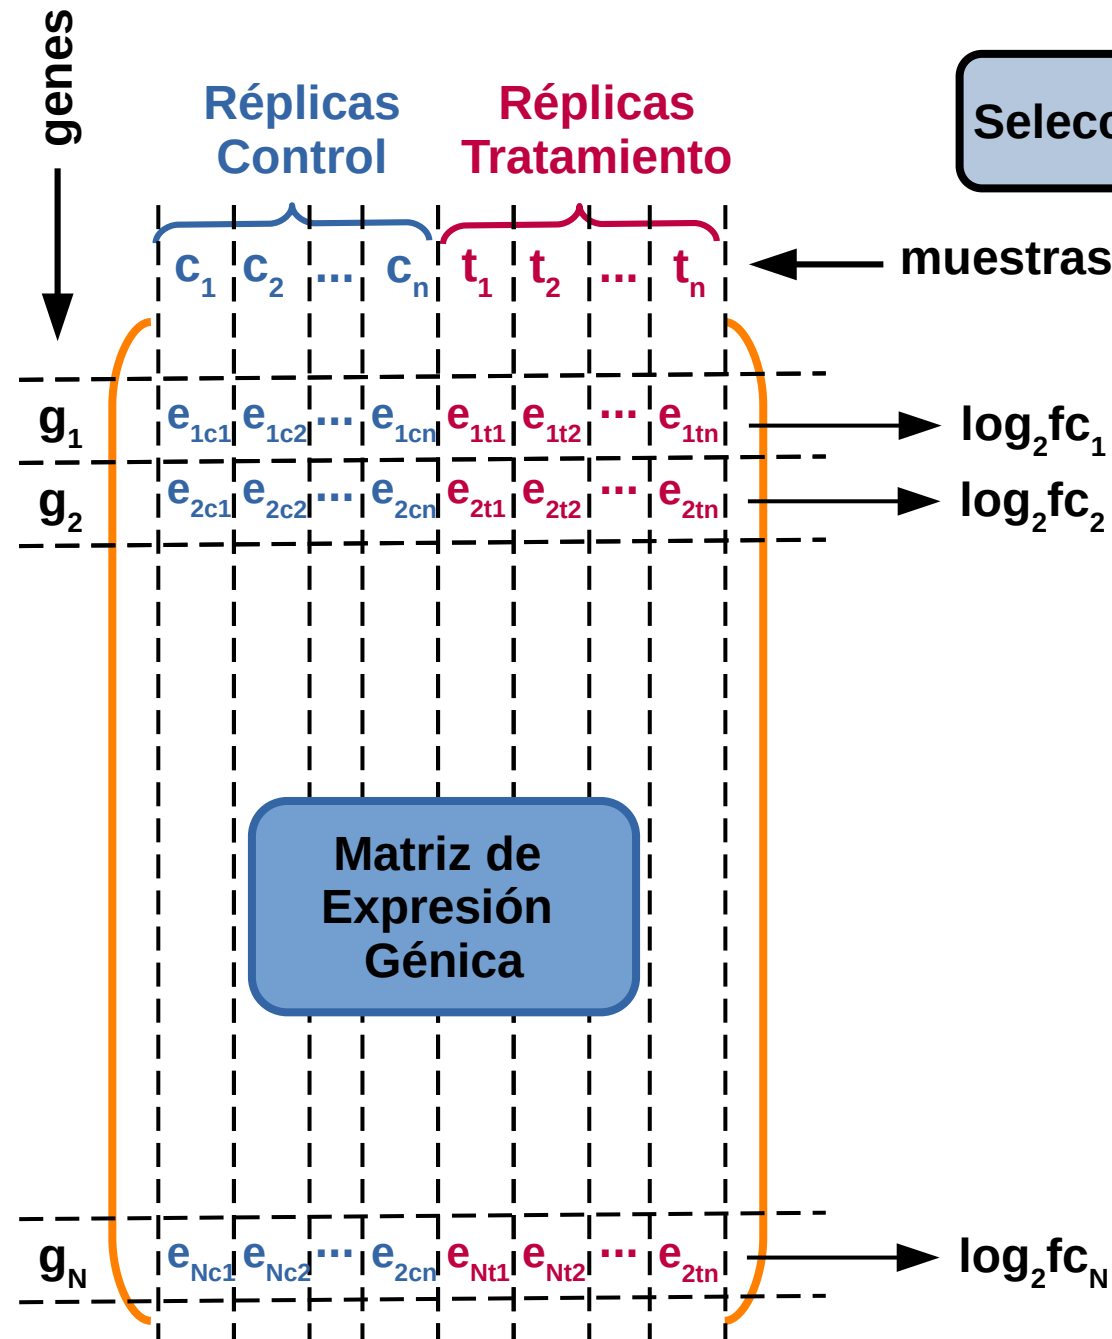 genes
Réplicas Control
Réplicas Tratamiento
Selecc
c1 c2 ... cn t1 t2 ... tn
muestras
g1 e1c1 e1c2 ... e1cn e1t1 e1t2 ... e1tn log2fc1
g2 e2c1 e2c2 ... e2cn e2t1 e2t2 ... e2tn log2fc2
Matriz de
Expresión
Génica
gN eNc1 eNc2 ... e2cn eNt1 eNt2 ... e2tn log2fcN